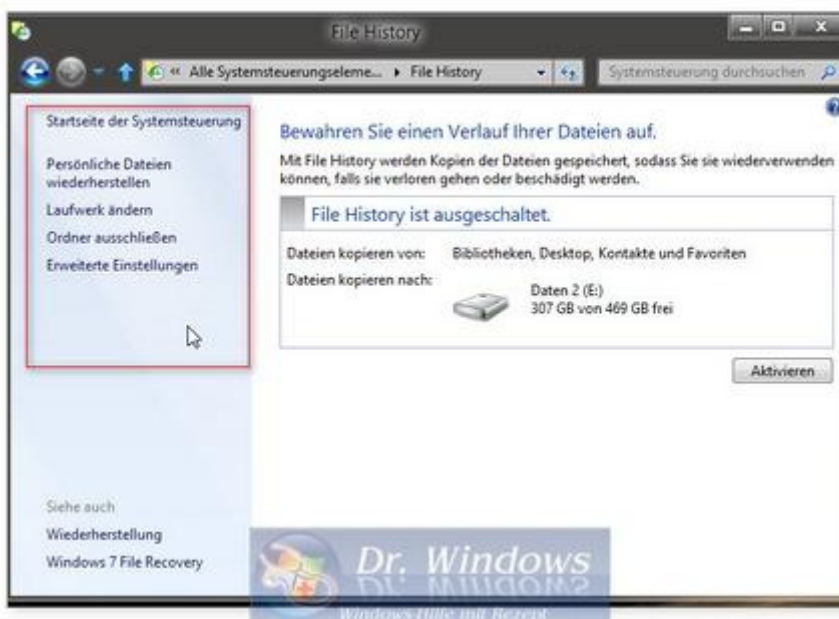 File History
« Alle Systemsteuerungseleme... ▸ File History
Systemsteuerung durchsuchen
Startseite der Systemsteuerung
Persönliche Dateien
wiederherstellen
Laufwerk ändern
Ordner ausschließen
Erweiterte Einstellungen
Siehe auch
Wiederherstellung
Windows 7 File Recovery
Bewahren Sie einen Verlauf Ihrer Dateien auf.
Mit File History werden Kopien der Dateien gespeichert, sodass Sie sie wiederverwenden
können, falls sie verloren gehen oder beschädigt werden.
File History ist ausgeschaltet.
Dateien kopieren von: Bibliotheken, Desktop, Kontakte und Favoriten
Dateien kopieren nach:
Daten 2 (E:)
307 GB von 469 GB frei
Aktivieren
Dr. Windows
Windows-Hilfe mit Rezept